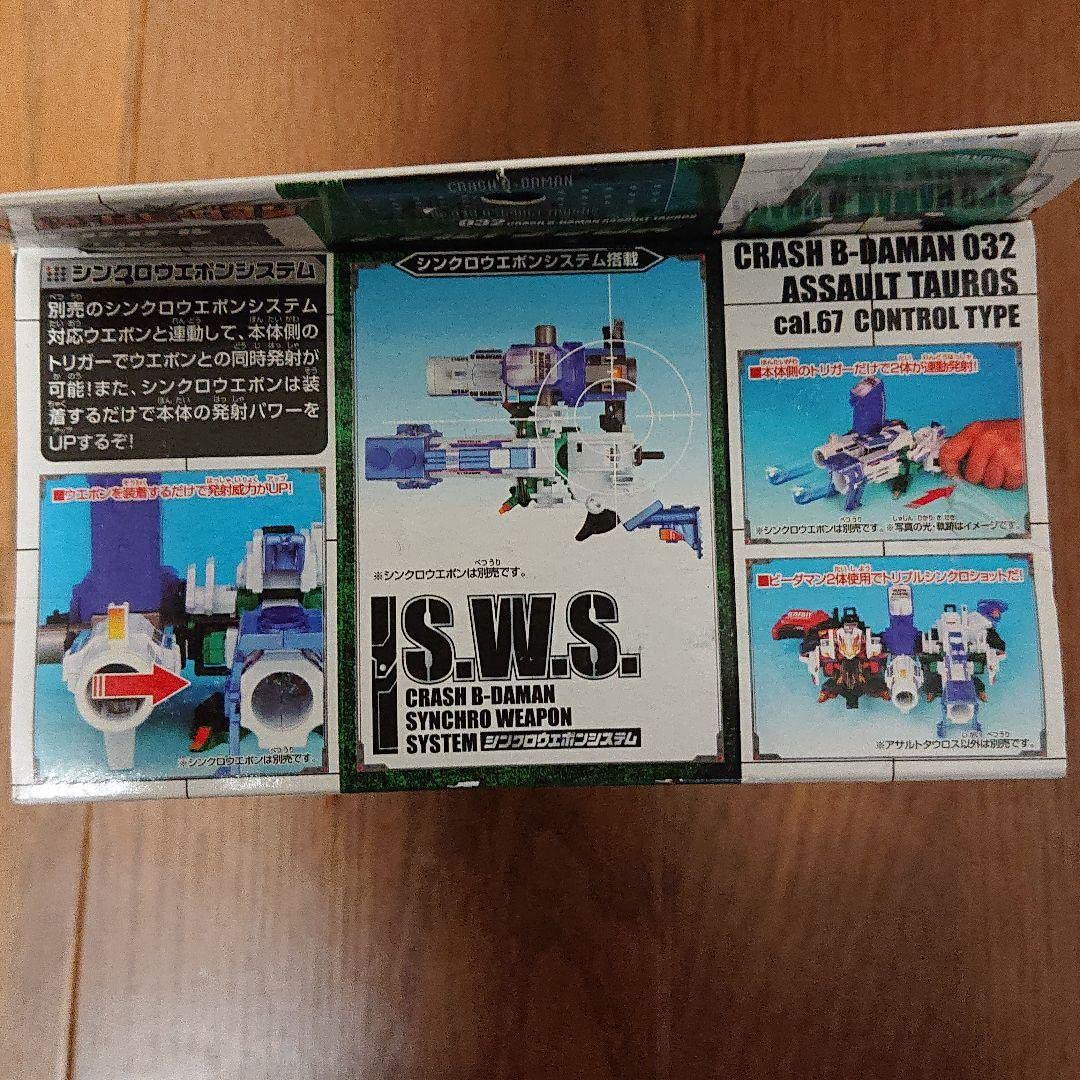 CRASH B-DAMAN
シンクロウエポンシステム
別売のシンクロウエポンシステム
対応ウエポンと連動して、本体側の
トリガーでウエポンとの同時発射が
可能!また、シンクロウエポンは装
着するだけで本体の発射パワーを
UPするぞ!
■ウエポンを装着するだけで発射威力がUP!
※シンクロウエポンは別売です。
シンクロウエポンシステム搭載
※シンクロウエポンは別売です。
S.W.S.
CRASH B-DAMAN
SYNCHRO WEAPON
SYSTEM シンクロウエポンシステム
CRASH B-DAMAN 032
ASSAULT TAUROS
cal.67 CONTROL TYPE
■本体側のトリガーだけで2体が連動発射!
※シンクロウエポンは別売です。※写真の光・軌跡はイメージです。
■ビーダマン2体使用でトリプルシンクロショットだ!
※アサルトタウロス以外は別売です。